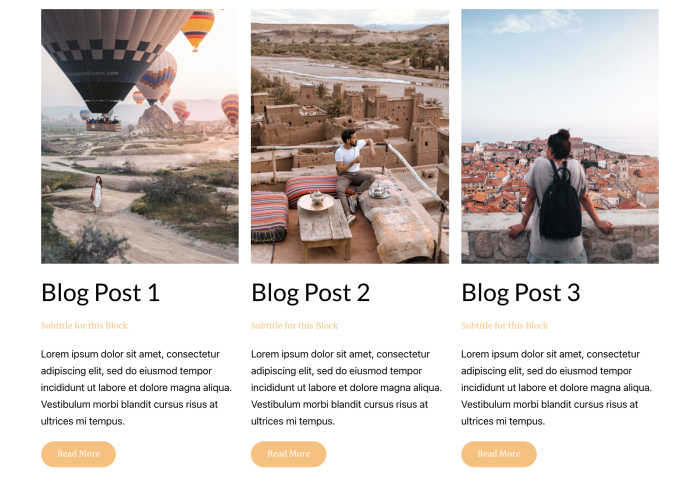 Blog Post 1
Subtitle for this Block
Lorem ipsum dolor sit amet, consectetur
adipiscing elit, sed do eiusmod tempor
incididunt ut labore et dolore magna aliqua.
Vestibulum morbi blandit cursus risus at
ultrices mi tempus.
Read More
Blog Post 2
Subtitle for this Block
Lorem ipsum dolor sit amet, consectetur
adipiscing elit, sed do eiusmod tempor
incididunt ut labore et dolore magna aliqua.
Vestibulum morbi blandit cursus risus at
ultrices mi tempus.
Read More
Blog Post 3
Subtitle for this Block
Lorem ipsum dolor sit amet, consectetur
adipiscing elit, sed do eiusmod tempor
incididunt ut labore et dolore magna aliqua.
Vestibulum morbi blandit cursus risus at
ultrices mi tempus.
Read More